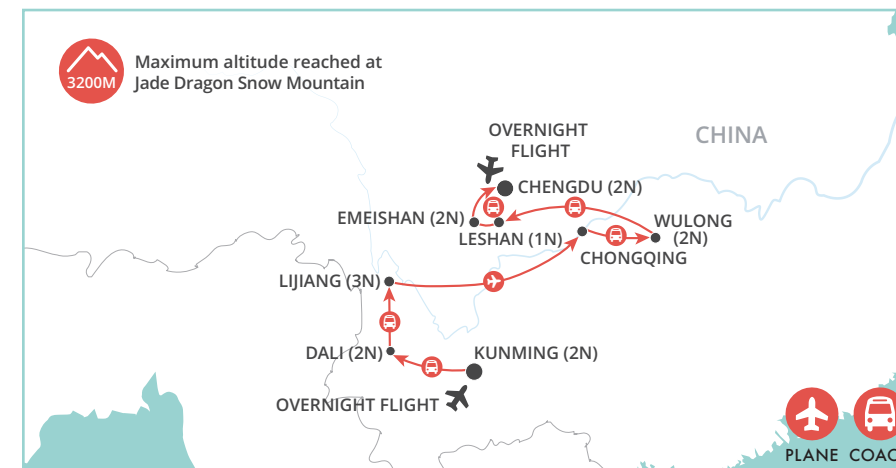 3200M
Maximum altitude reached at
Jade Dragon Snow Mountain
OVERNIGHT
FLIGHT
CHINA
CHENGDU (2N)
EMEISHAN (2N)
LESHAN (1N)
WULONG
(2N)
CHONGQING
LIJIANG (3N)
DALI (2N)
KUNMING (2N)
OVERNIGHT FLIGHT
PLANE